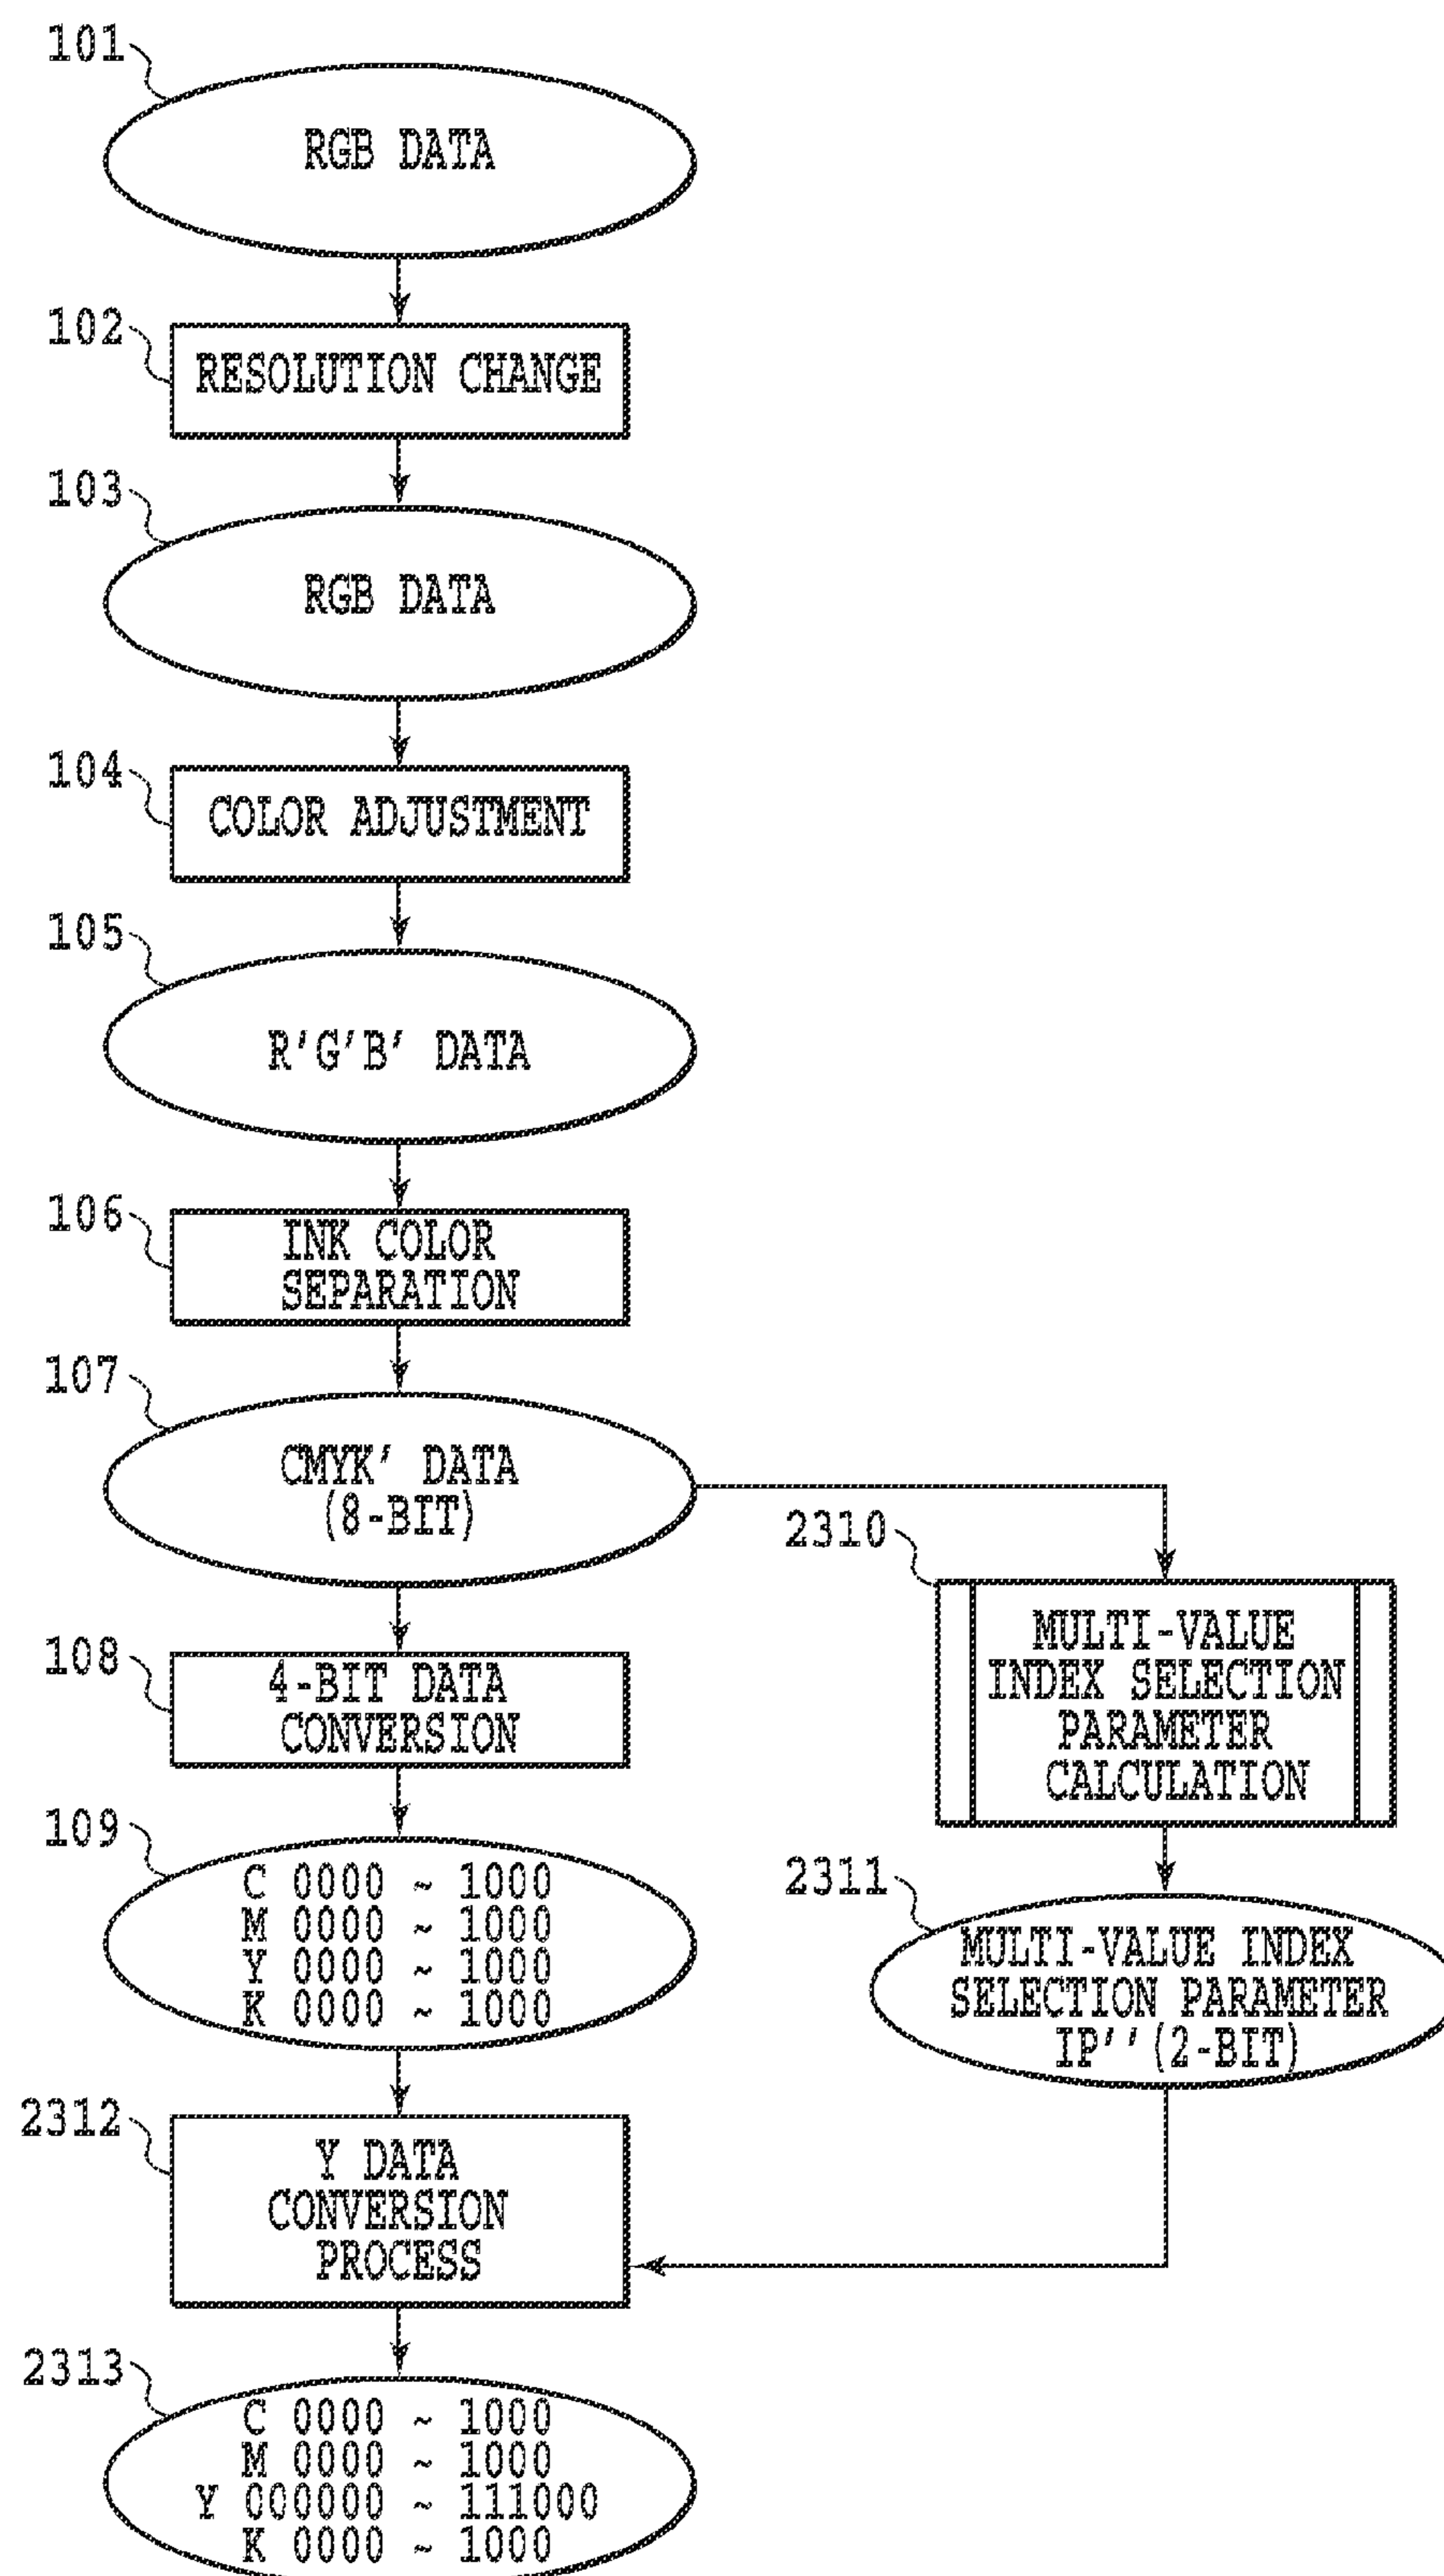 101
RGB DATA
102
RESOLUTION CHANGE
103
RGB DATA
104
COLOR ADJUSTMENT
105
R'G'B' DATA
106
INK COLOR
SEPARATION
107
CMYK' DATA
(8-BIT)
108
4-BIT DATA
CONVERSION
109
C 0000 ~ 1000
M 0000 ~ 1000
Y 0000 ~ 1000
K 0000 ~ 1000
2310
MULTI-VALUE
INDEX SELECTION
PARAMETER
CALCULATION
2311
MULTI-VALUE INDEX
SELECTION PARAMETER
IP''(2-BIT)
2312
Y DATA
CONVERSION
PROCESS
2313
C 0000 ~ 1000
M 0000 ~ 1000
Y 000000 ~ 111000
K 0000 ~ 1000